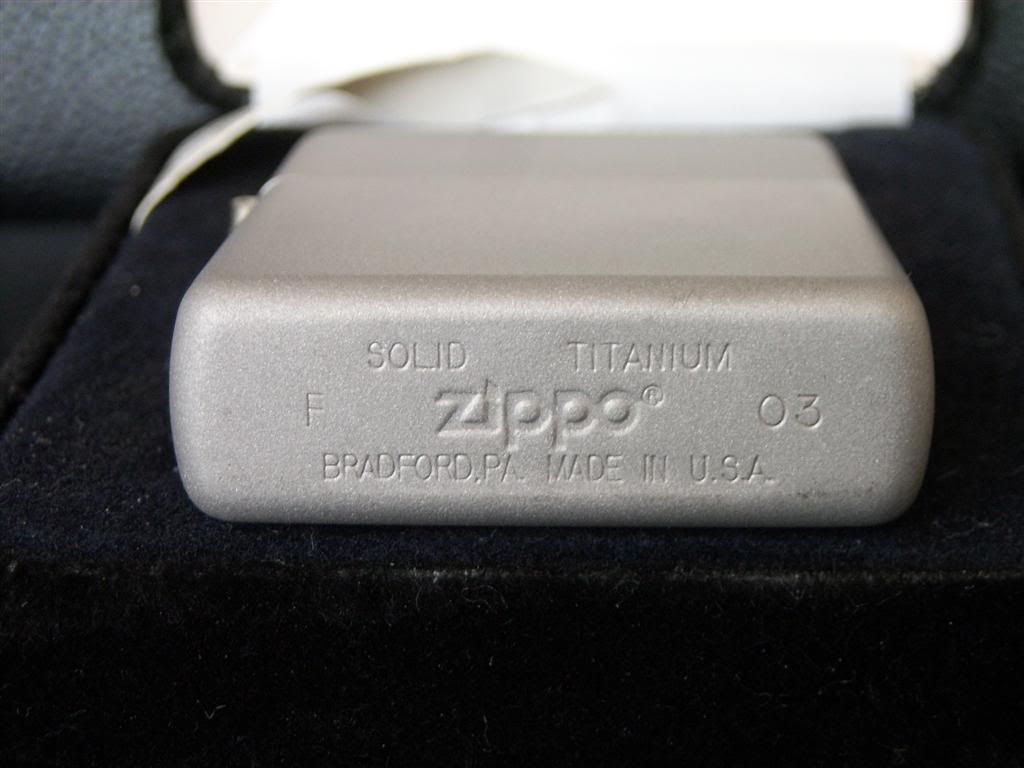 SOLID TITANIUM
F zippo® 03
BRADFORD, PA. MADE IN U.S.A.